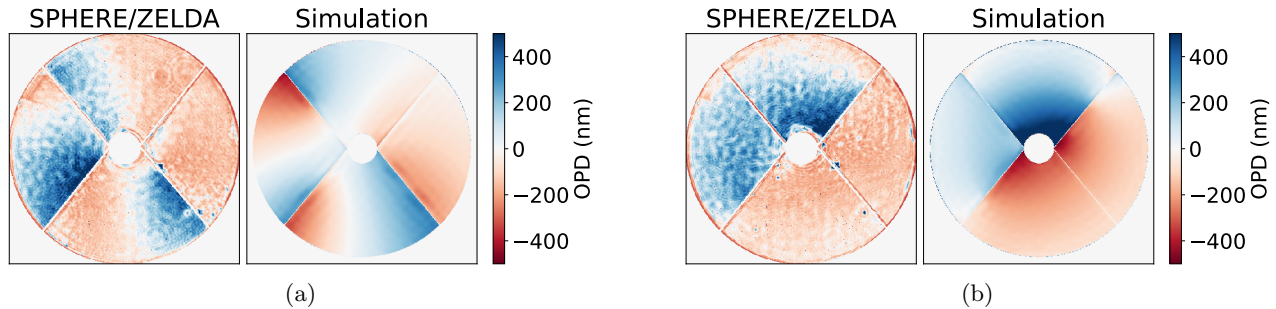 SPHERE/ZELDA Simulation
400
200
0
−200
−400
OPD (nm)
(a)
SPHERE/ZELDA Simulation
400
200
0
−200
−400
OPD (nm)
(b)